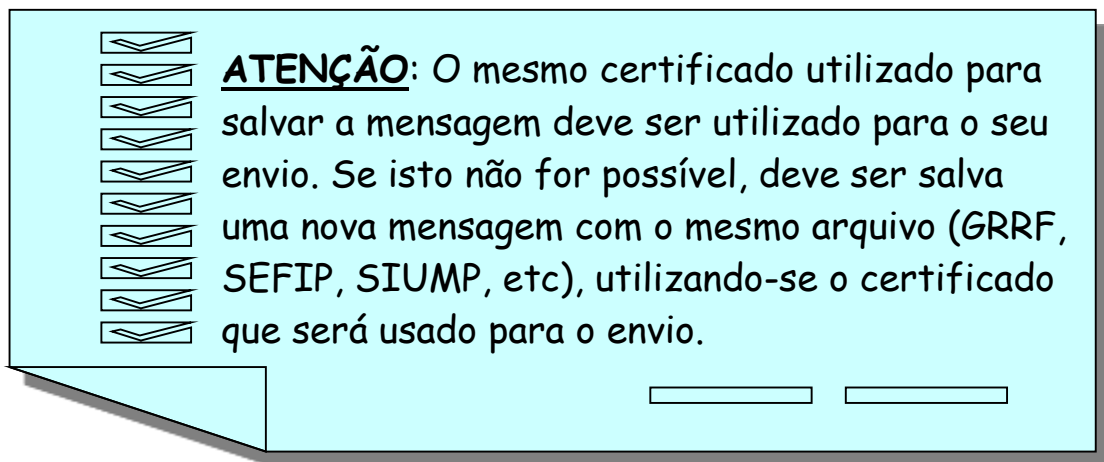 ATENÇÃO: O mesmo certificado utilizado para
salvar a mensagem deve ser utilizado para o seu
envio. Se isto não for possível, deve ser salva
uma nova mensagem com o mesmo arquivo (GRRF,
SEFIP, SIUMP, etc), utilizando-se o certificado
que será usado para o envio.